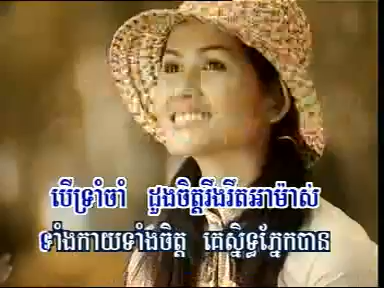 បើទ្រាំចាំ ដួងចិត្តរឹងរឹតអាម៉ាស់
ទាំងកាយទាំងចិត្ត គេស្និទ្ធភ្នែកបាន